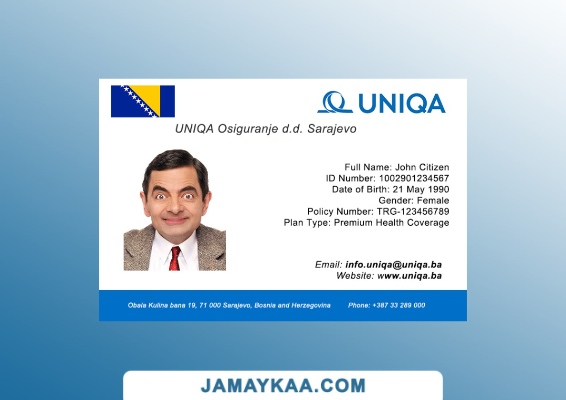 UNIQA
UNIQA Osiguranje d.d. Sarajevo
Full Name: John Citizen
ID Number: 1002901234567
Date of Birth: 21 May 1990
Gender: Female
Policy Number: TRG-123456789
Plan Type: Premium Health Coverage
Email: info.uniqa@uniqa.ba
Website: www.uniqa.ba
Obala Kulina bana 19, 71 000 Sarajevo, Bosnia and Herzegovina Phone: +387 33 289 000
JAMAYKAA.COM